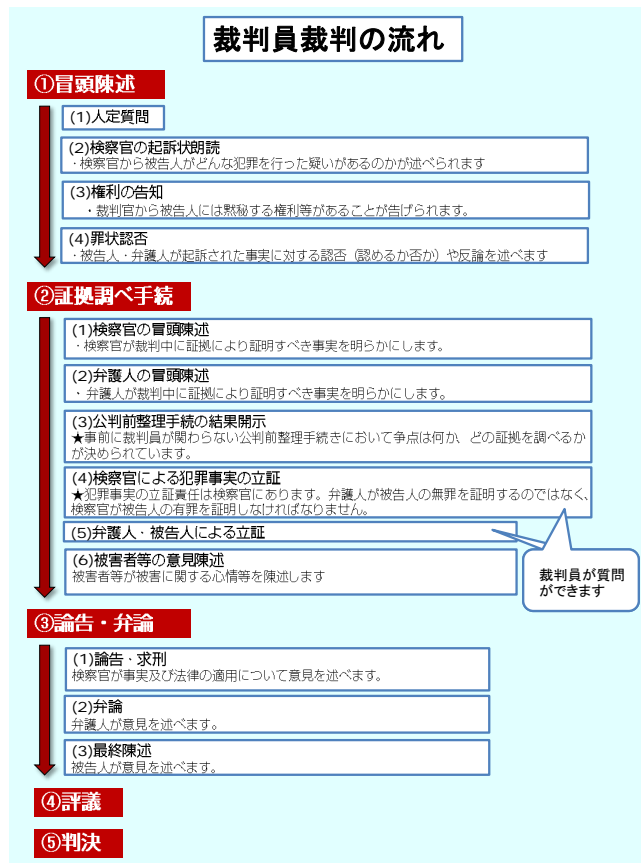 裁判員裁判の流れ
①冒頭陳述
(1)人定質問
(2)検察官の起訴状朗読
・検察官から被告人がどんな犯罪を行った疑いがあるのかが述べられます
(3)権利の告知
・裁判官から被告人には黙秘する権利等があることが告げられます。
(4)罪状認否
・被告人・弁護人が起訴された事実に対する認否（認めるか否か）や反論を述べます
②証拠調べ手続
(1)検察官の冒頭陳述
・検察官が裁判中に証拠により証明すべき事実を明らかにします。
(2)弁護人の冒頭陳述
・弁護人が裁判中に証拠により証明すべき事実を明らかにします。
(3)公判前整理手続の結果開示
★事前に裁判員が関わらない公判前整理手続きにおいて争点は何か、どの証拠を調べるか
が決められています。
(4)検察官による犯罪事実の立証
★犯罪事実の立証責任は検察官にあります。弁護人が被告人の無罪を証明するのではなく、
検察官が被告人の有罪を証明しなければなりません。
(5)弁護人・被告人による立証
(6)被害者等の意見陳述
被害者等が被害に関する心情等を陳述します
裁判員が質問
ができます
③論告・弁論
(1)論告・求刑
検察官が事実及び法律の適用について意見を述べます。
(2)弁論
弁護人が意見を述べます。
(3)最終陳述
被告人が意見を述べます。
④評議
⑤判決